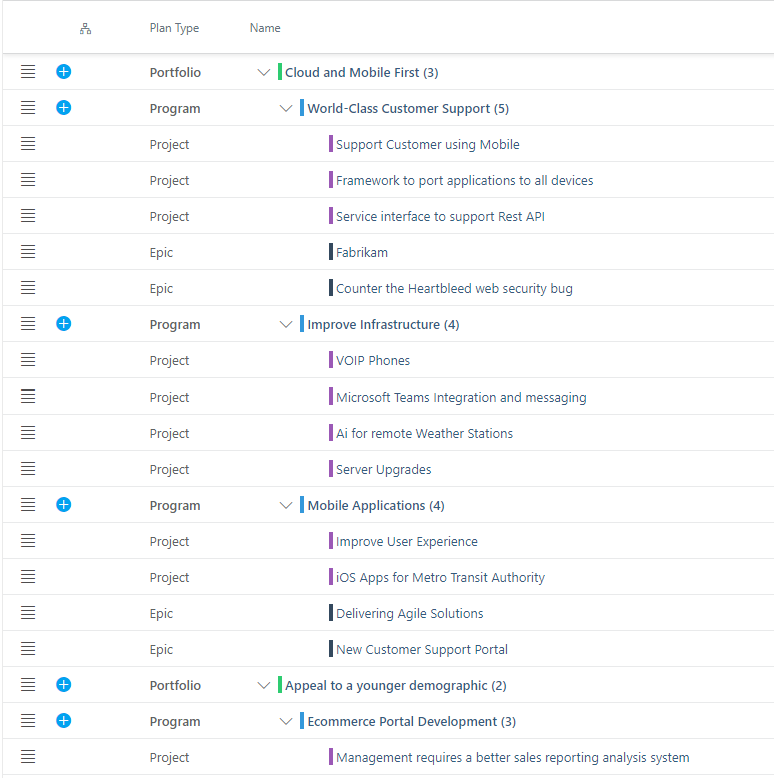 Plan Type Name
Portfolio Cloud and Mobile First (3)
Program World-Class Customer Support (5)
Project Support Customer using Mobile
Project Framework to port applications to all devices
Project Service interface to support Rest API
Epic Fabrikam
Epic Counter the Heartbleed web security bug
Program Improve Infrastructure (4)
Project VOIP Phones
Project Microsoft Teams Integration and messaging
Project Ai for remote Weather Stations
Project Server Upgrades
Program Mobile Applications (4)
Project Improve User Experience
Project iOS Apps for Metro Transit Authority
Epic Delivering Agile Solutions
Epic New Customer Support Portal
Portfolio Appeal to a younger demographic (2)
Program Ecommerce Portal Development (3)
Project Management requires a better sales reporting analysis system